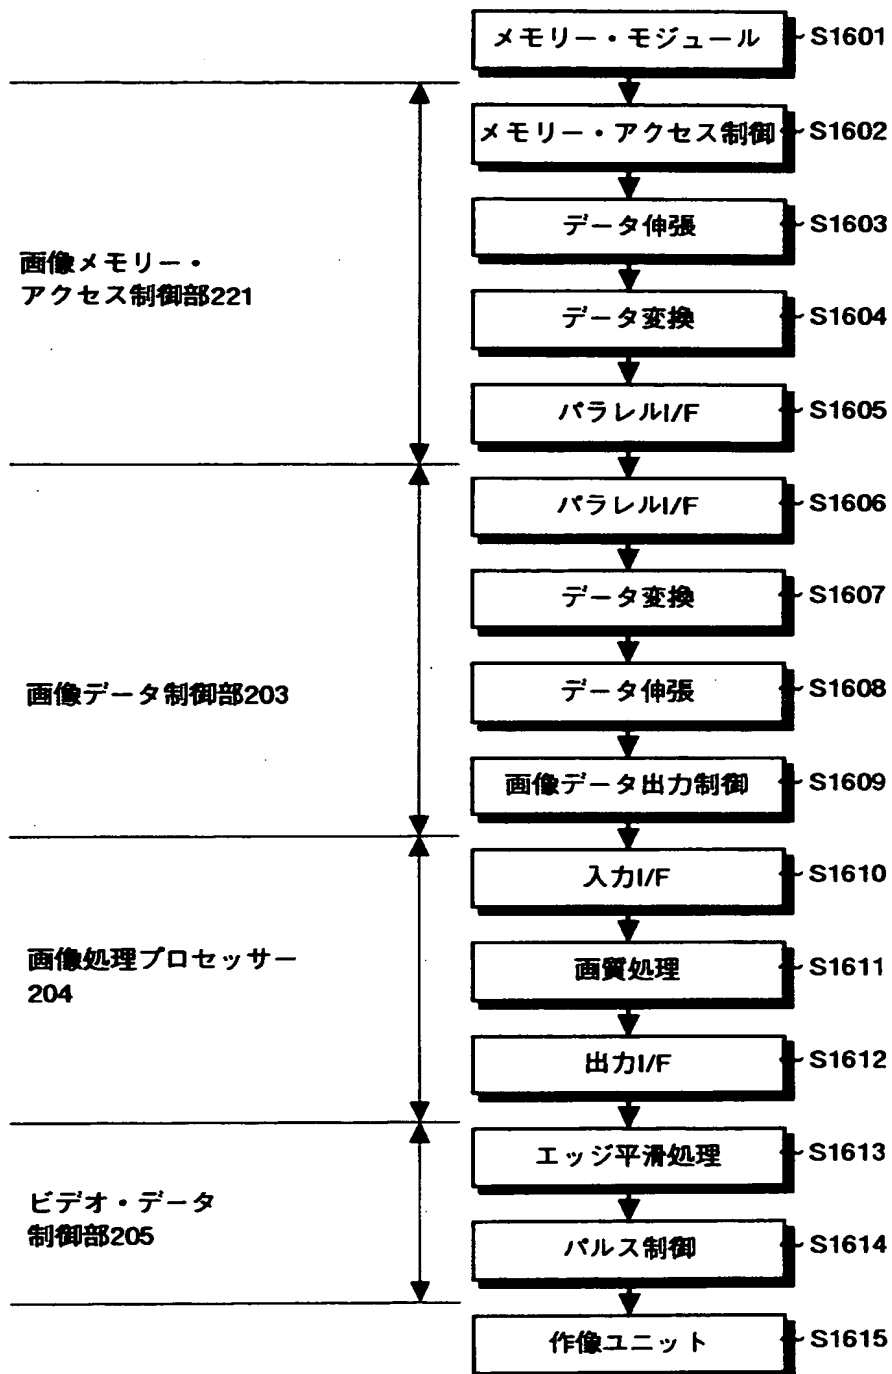 メモリー・モジュール S1601
メモリー・アクセス制御 S1602
データ伸張 S1603
画像メモリー・
アクセス制御部221
データ変換 S1604
パラレルI/F S1605
パラレルI/F S1606
データ変換 S1607
画像データ制御部203
データ伸張 S1608
画像データ出力制御 S1609
入力I/F S1610
画像処理プロセッサー
204
画質処理 S1611
出力I/F S1612
エッジ平滑処理 S1613
ビデオ・データ
制御部205
パルス制御 S1614
作像ユニット S1615